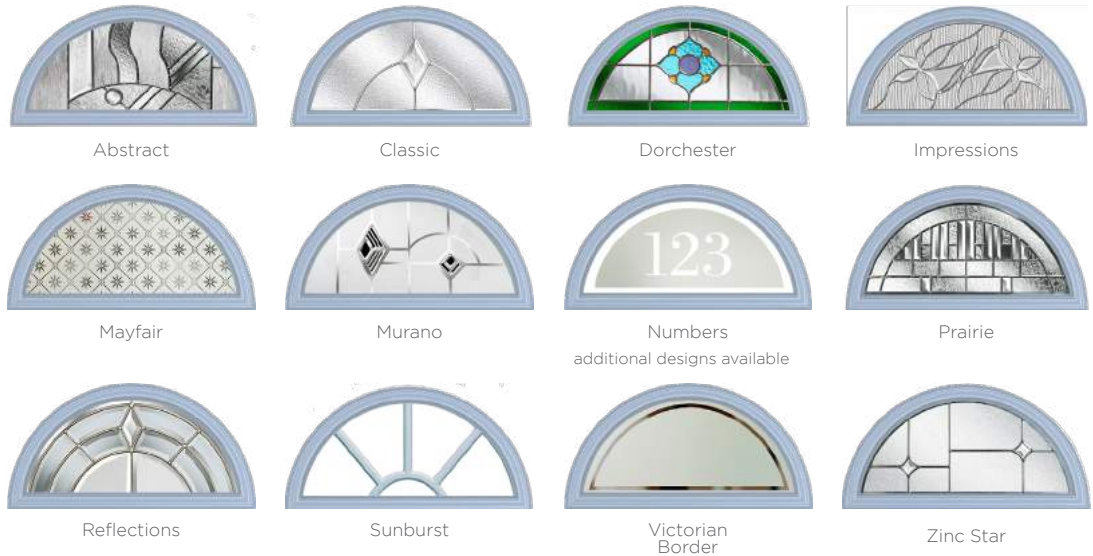 Abstract
Classic
Dorchester
Impressions
Mayfair
Murano
123
Numbers
additional designs available
Prairie
Reflections
Sunburst
Victorian
Border
Zinc Star